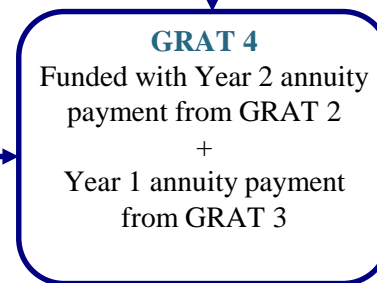 GRAT 4
Funded with Year 2 annuity
payment from GRAT 2
+
Year 1 annuity payment
from GRAT 3